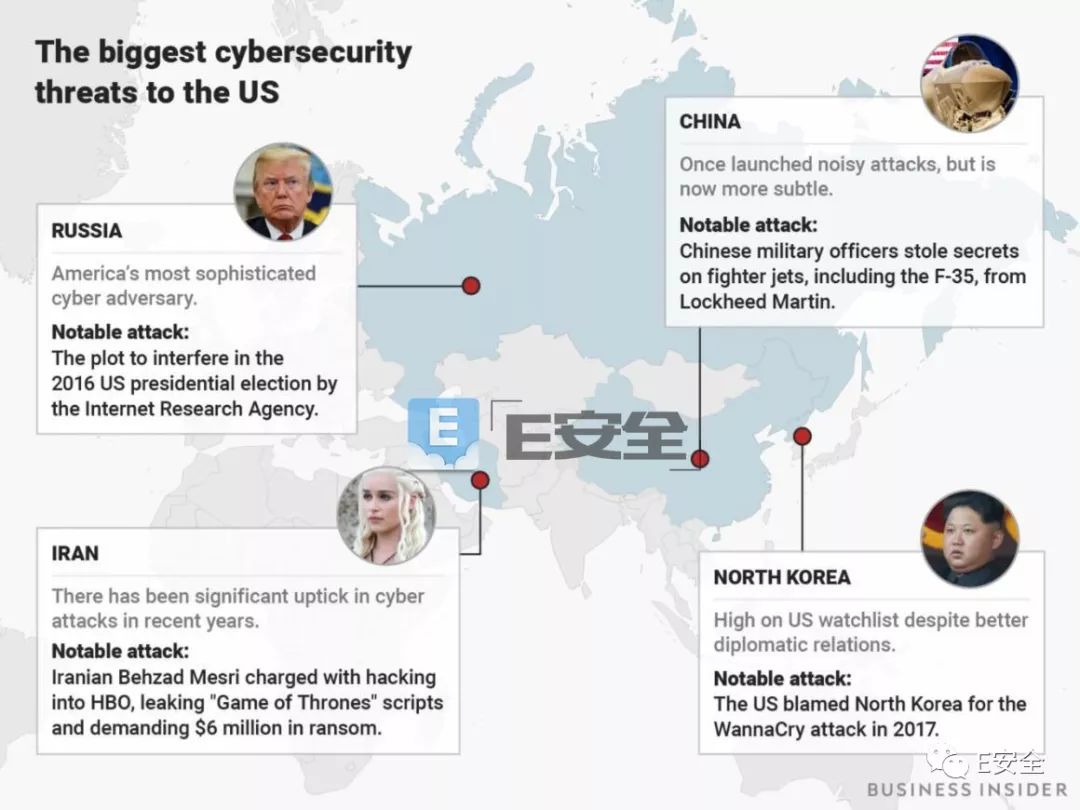 The biggest cybersecurity
threats to the US
RUSSIA
America's most sophisticated
cyber adversary.
Notable attack:
The plot to interfere in the
2016 US presidential election by
the Internet Research Agency.
CHINA
Once launched noisy attacks, but is
now more subtle.
Notable attack:
Chinese military officers stole secrets
on fighter jets, including the F-35, from
Lockheed Martin.
E
E安全
IRAN
There has been significant uptick in cyber
attacks in recent years.
Notable attack:
Iranian Behzad Mesri charged with hacking
into HBO, leaking "Game of Thrones" scripts
and demanding $6 million in ransom.
NORTH KOREA
High on US watchlist despite better
diplomatic relations.
Notable attack:
The US blamed North Korea for the
WannaCry attack in 2017.
E安全
BUSINESS INSIDER